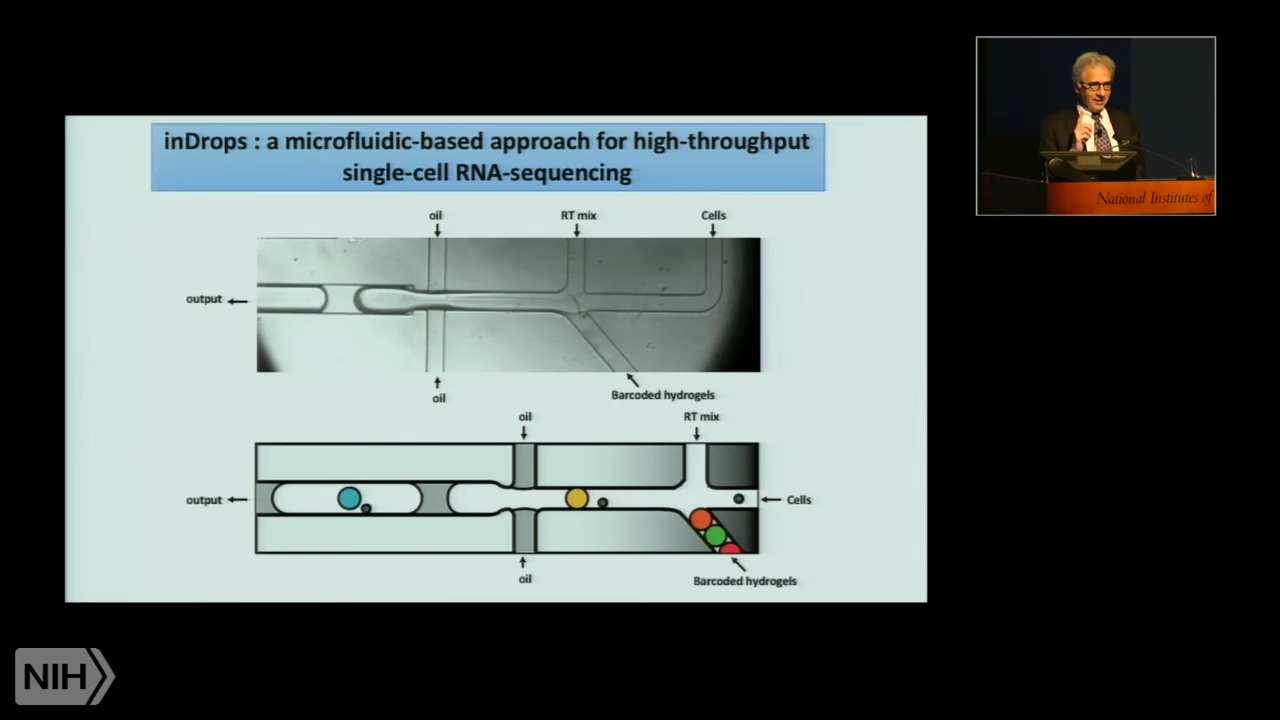 inDrops : a microfluidic-based approach for high-throughput
single-cell RNA-sequencing
oil
RT mix
Cells
output
oil
Barcoded hydrogels
oil
RT mix
output
Cells
oil
Barcoded hydrogels
National Institutes of
NIH